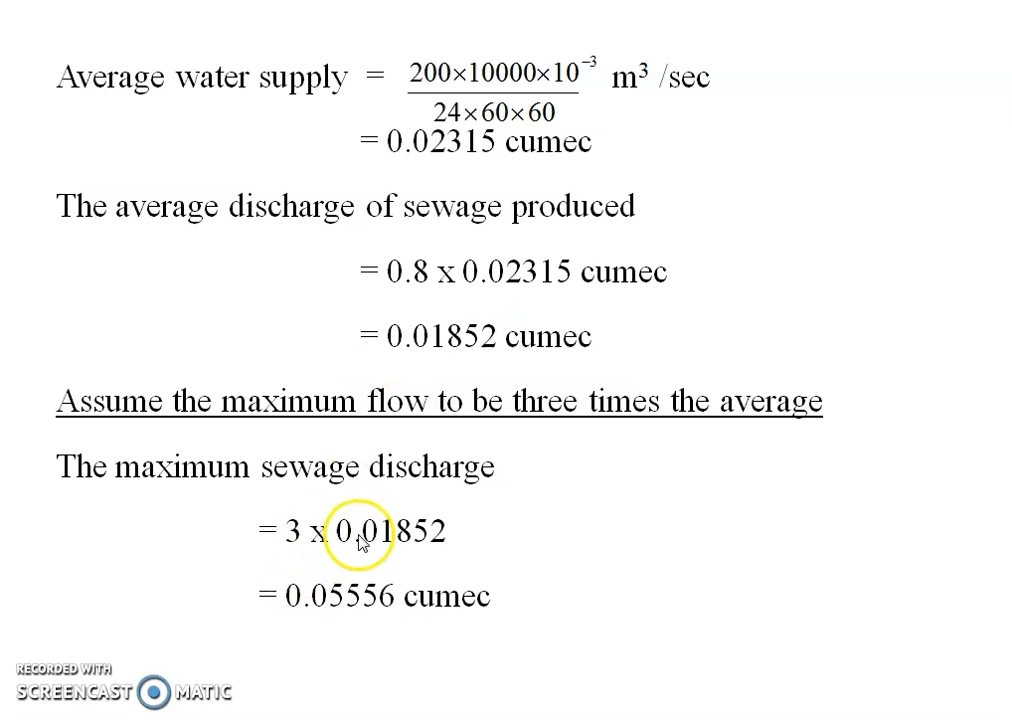 Average water supply = 200×10000×10⁻³ m³ /sec
24×60×60
= 0.02315 cumec
The average discharge of sewage produced
= 0.8 x 0.02315 cumec
= 0.01852 cumec
Assume the maximum flow to be three times the average
The maximum sewage discharge
= 3 x 0.01852
= 0.05556 cumec
RECORDED WITH
SCREENCAST MATIC